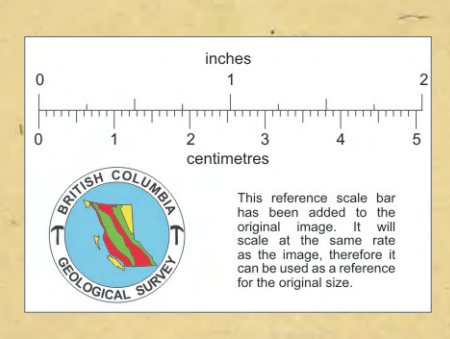 inches
0 1 2
0 1 2 3 4 5
centimetres
BRITISH COLUMBIA
GEOLOGICAL SURVEY
This reference scale bar
has been added to the
original image. It will
scale at the same rate
as the image, therefore it
can be used as a reference
for the original size.